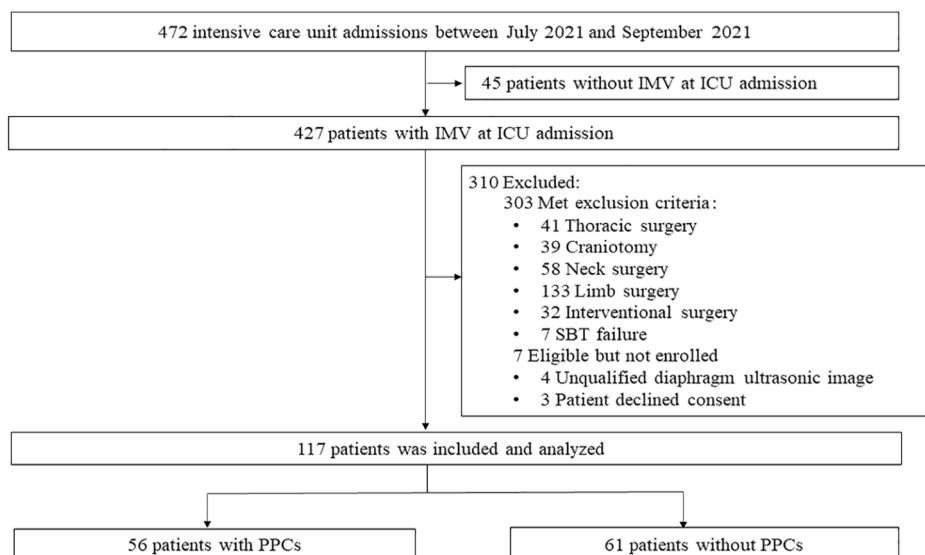 472 intensive care unit admissions between July 2021 and September 2021
45 patients without IMV at ICU admission
427 patients with IMV at ICU admission
310 Excluded:
303 Met exclusion criteria:
• 41 Thoracic surgery
• 39 Craniotomy
• 58 Neck surgery
• 133 Limb surgery
• 32 Interventional surgery
• 7 SBT failure
7 Eligible but not enrolled
• 4 Unqualified diaphragm ultrasonic image
• 3 Patient declined consent
117 patients was included and analyzed
56 patients with PPCs
61 patients without PPCs